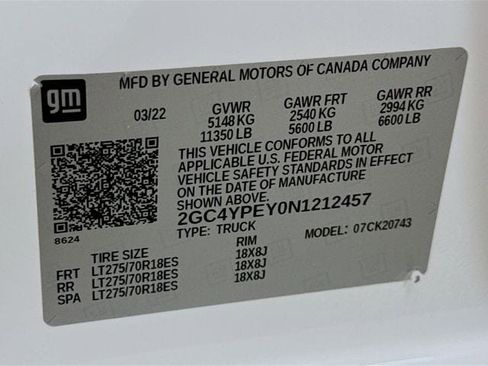 gm
MFD BY GENERAL MOTORS OF CANADA COMPANY
03/22 GVWR GAWR FRT GAWR RR
5148 KG 2540 KG 2994 KG
11350 LB 5600 LB 6600 LB
THIS VEHICLE CONFORMS TO ALL
APPLICABLE U.S. FEDERAL MOTOR
VEHICLE SAFETY STANDARDS IN EFFECT
ON THE DATE OF MANUFACTURE
SHOWN ABOVE.
2GC4YPEY0N1212457
8624 TYPE: TRUCK MODEL: 07CK20743
TIRE SIZE RIM
FRT LT275/70R18ES 18X8J
RR LT275/70R18ES 18X8J
SPA LT275/70R18ES 18X8J